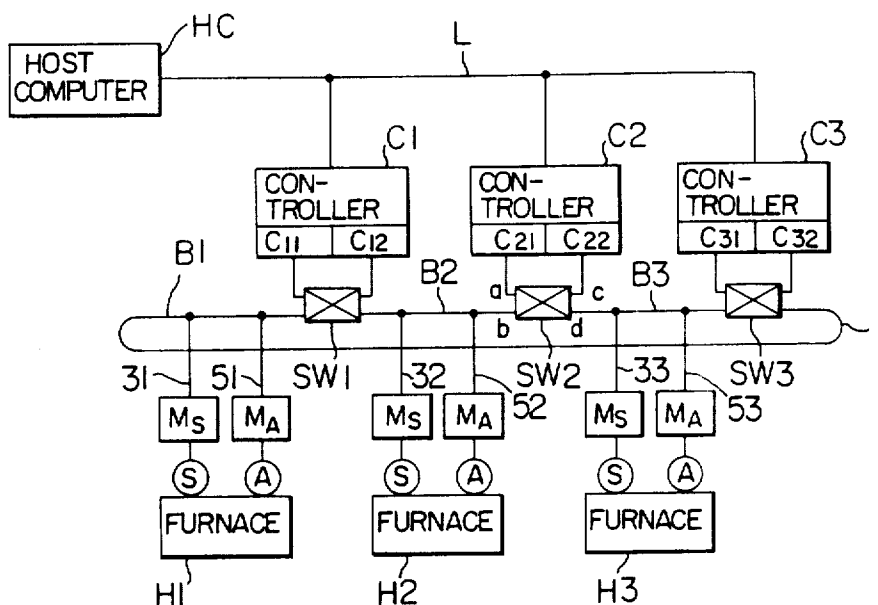 HC
L
HOST
COMPUTER
C1
C2
C3
CON-
TROLLER
CON-
TROLLER
CON-
TROLLER
C11 C12
C21 C22
C31 C32
B1
B2
B3
a c
b d
31
51
SW1
32
52
SW2
33
53
SW3
MS
MA
MS
MA
MS
MA
S
A
S
A
S
A
FURNACE
FURNACE
FURNACE
H1
H2
H3